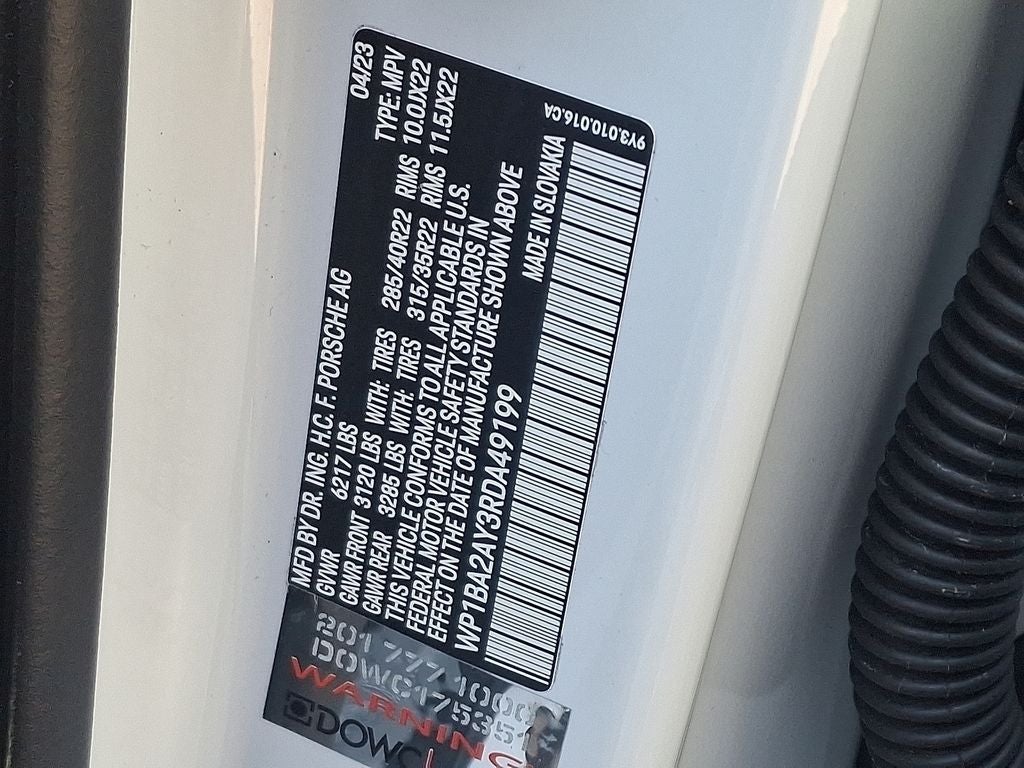 MFD BY DR. ING. H.C. F. PORSCHE AG 04/23
GVWR 6217 LBS TYPE: MPV
GAWR FRONT 3120 LBS WITH: TIRES 285/40R22 RIMS 10.0JX22
GAWR REAR 3285 LBS WITH: TIRES 315/35R22 RIMS 11.5JX22
THIS VEHICLE CONFORMS TO ALL APPLICABLE U.S.
FEDERAL MOTOR VEHICLE SAFETY STANDARDS IN
EFFECT ON THE DATE OF MANUFACTURE SHOWN ABOVE
WP1BA2AY3RDA49199 MADE IN SLOVAKIA
9Y3.010.016.CA
WARNING